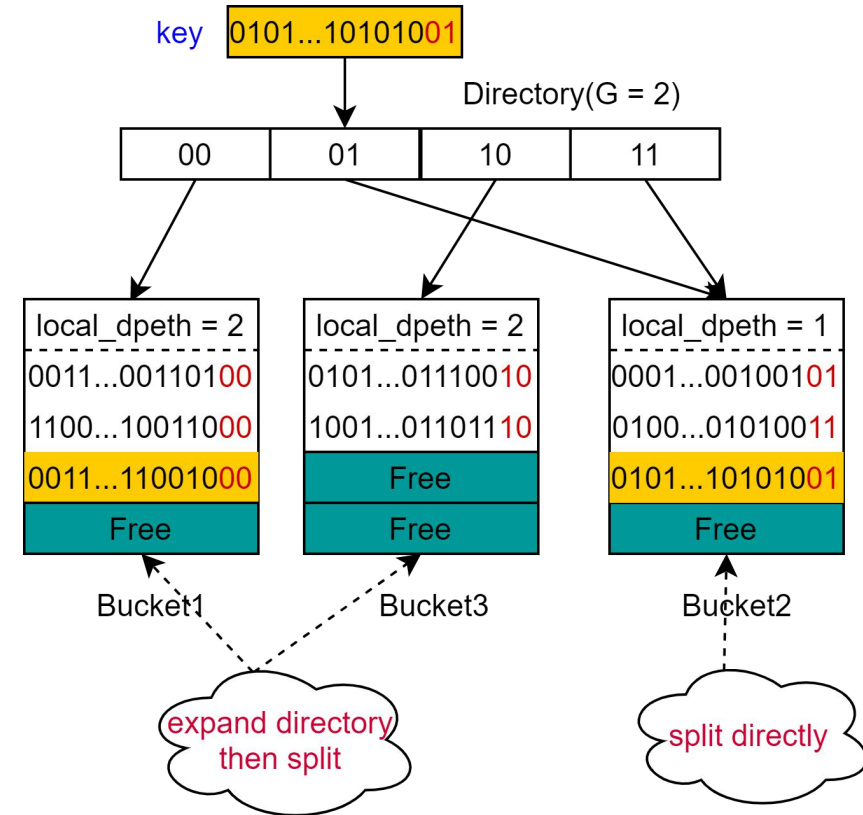 key 0101...10101001
Directory(G = 2)
00 01 10 11
local_dpeth = 2
0011...00110100
1100...10011000
0011...11001000
Free
Bucket1
local_dpeth = 2
0101...01110010
1001...01101110
Free
Free
Bucket3
local_dpeth = 1
0001...00100101
0100...01010011
0101...10101001
Free
Bucket2
expand directory
then split
split directly